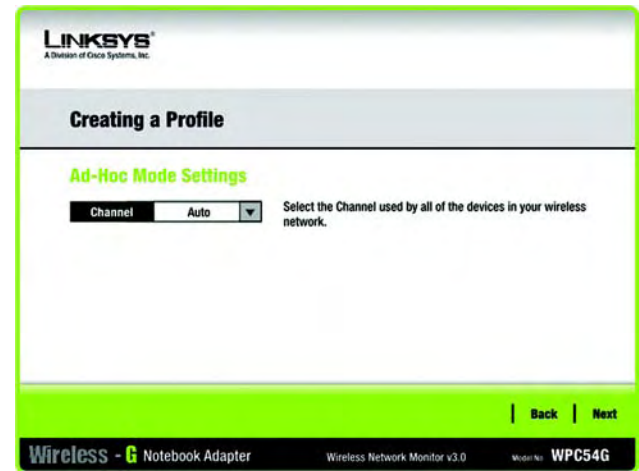 LINKSYS®
A Division of Cisco Systems, Inc.
Creating a Profile
Ad-Hoc Mode Settings
Channel Auto
Select the Channel used by all of the devices in your wireless
network.
Back Next
Wireless - G Notebook Adapter Wireless Network Monitor v3.0 Model No WPC54G